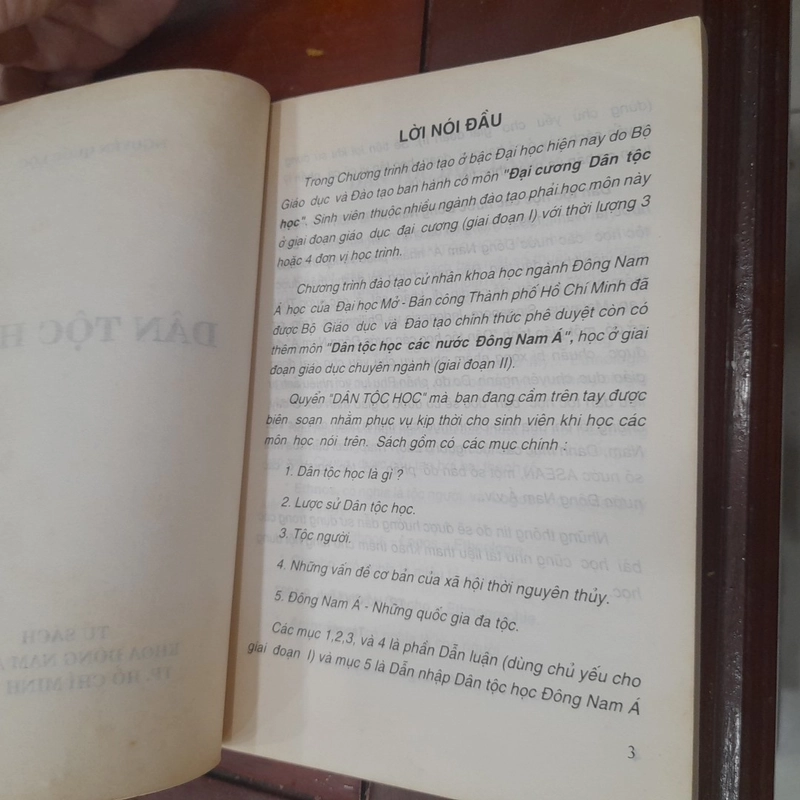 LỜI NÓI ĐẦU
Trong Chương trình đào tạo ở bậc Đại học hiện nay do Bộ
Giáo dục và Đào tạo ban hành có môn "Đại cương Dân tộc
học". Sinh viên thuộc nhiều ngành đào tạo phải học môn này
ở giai đoạn giáo dục đại cương (giai đoạn I) với thời lượng 3
hoặc 4 đơn vị học trình.
Chương trình đào tạo cử nhân khoa học ngành Đông Nam
Á học của Đại học Mở - Bán công Thành phố Hồ Chí Minh đã
được Bộ Giáo dục và Đào tạo chính thức phê duyệt còn có
thêm môn "Dân tộc học các nước Đông Nam Á", học ở giai
đoạn giáo dục chuyên ngành (giai đoạn II).
Quyển "DÂN TỘC HỌC" mà bạn đang cầm trên tay được
biên soạn nhằm phục vụ kịp thời cho sinh viên khi học các
môn học nói trên. Sách gồm có các mục chính :
1. Dân tộc học là gì ?
2. Lược sử Dân tộc học.
3. Tộc người.
4. Những vấn đề cơ bản của xã hội thời nguyên thủy.
5. Đông Nam Á - Những quốc gia đa tộc.
Các mục 1,2,3, và 4 là phần Dẫn luận (dùng chủ yếu cho
giai đoạn I) và mục 5 là Dẫn nhập Dân tộc học Đông Nam Á
3